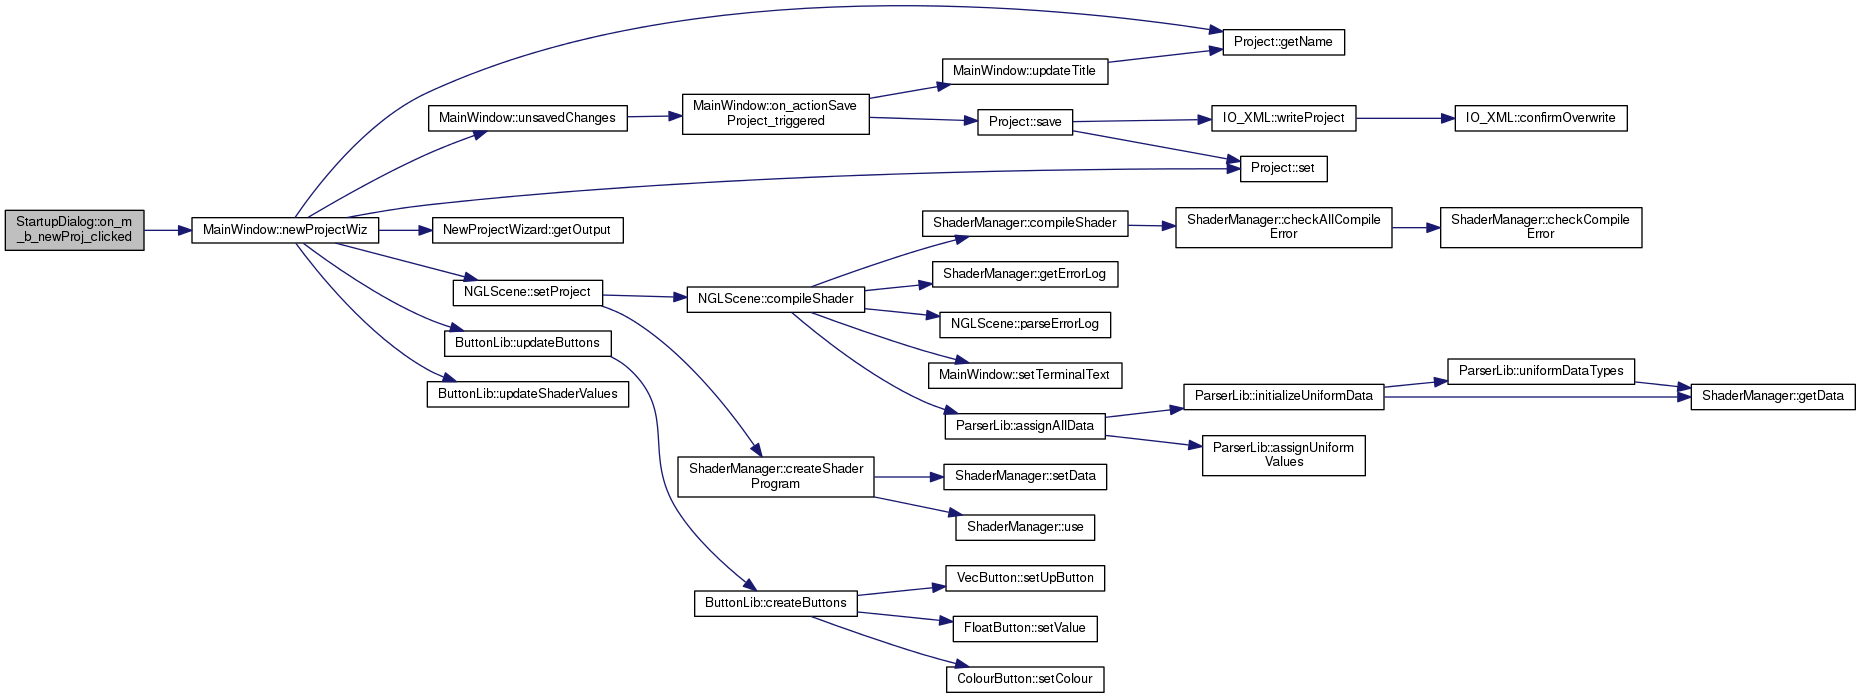 StartupDialog::on_m
_b_newProj_clicked
MainWindow::newProjectWiz
Project::getName
MainWindow::updateTitle
MainWindow::unsavedChanges
MainWindow::on_actionSave
Project_triggered
Project::save
IO_XML::writeProject
IO_XML::confirmOverwrite
Project::set
NewProjectWizard::getOutput
NGLScene::setProject
ButtonLib::updateButtons
ButtonLib::updateShaderValues
NGLScene::compileShader
ShaderManager::compileShader
ShaderManager::checkAllCompile
Error
ShaderManager::checkCompile
Error
ShaderManager::getErrorLog
NGLScene::parseErrorLog
MainWindow::setTerminalText
ParserLib::assignAllData
ParserLib::initializeUniformData
ParserLib::uniformDataTypes
ShaderManager::getData
ParserLib::assignUniform
Values
ShaderManager::createShader
Program
ShaderManager::setData
ShaderManager::use
ButtonLib::createButtons
VecButton::setUpButton
FloatButton::setValue
ColourButton::setColour